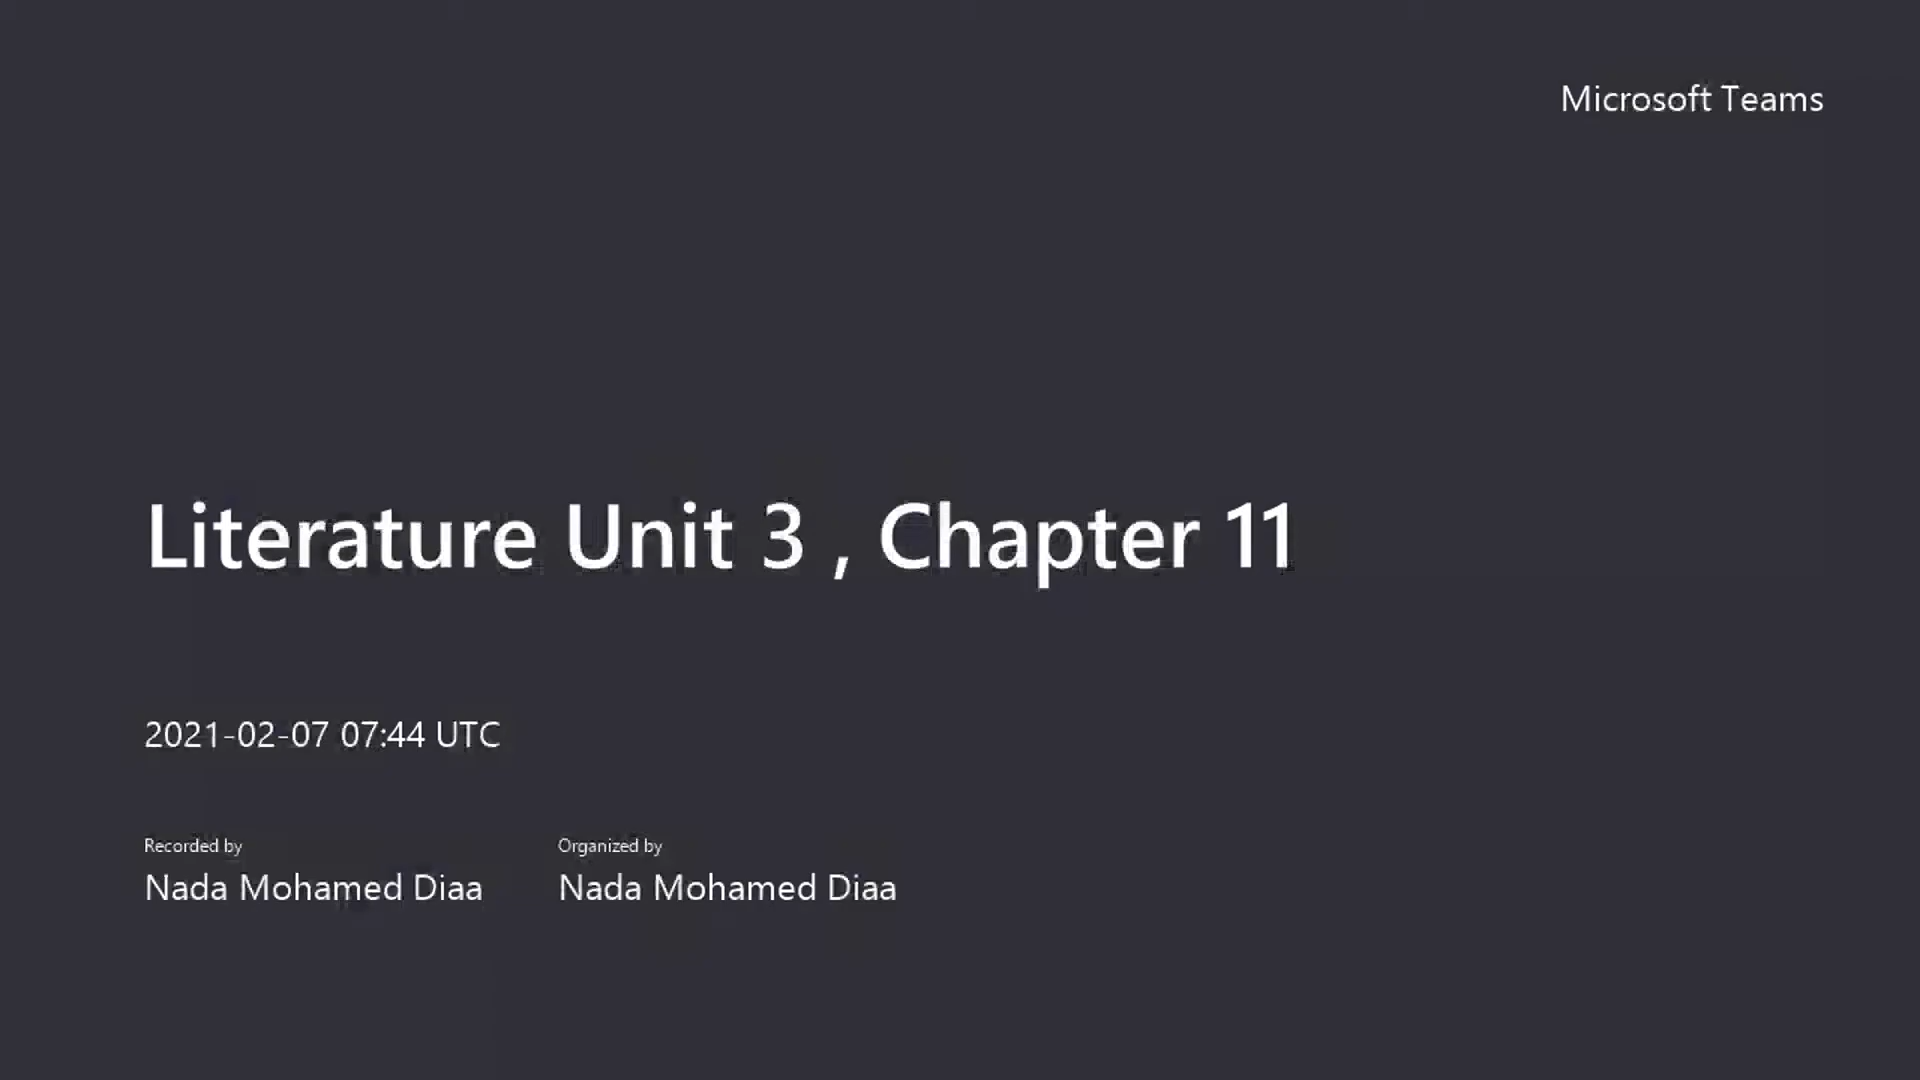 Microsoft Teams
Literature Unit 3 , Chapter 11
2021-02-07 07:44 UTC
Recorded by
Nada Mohamed Diaa
Organized by
Nada Mohamed Diaa